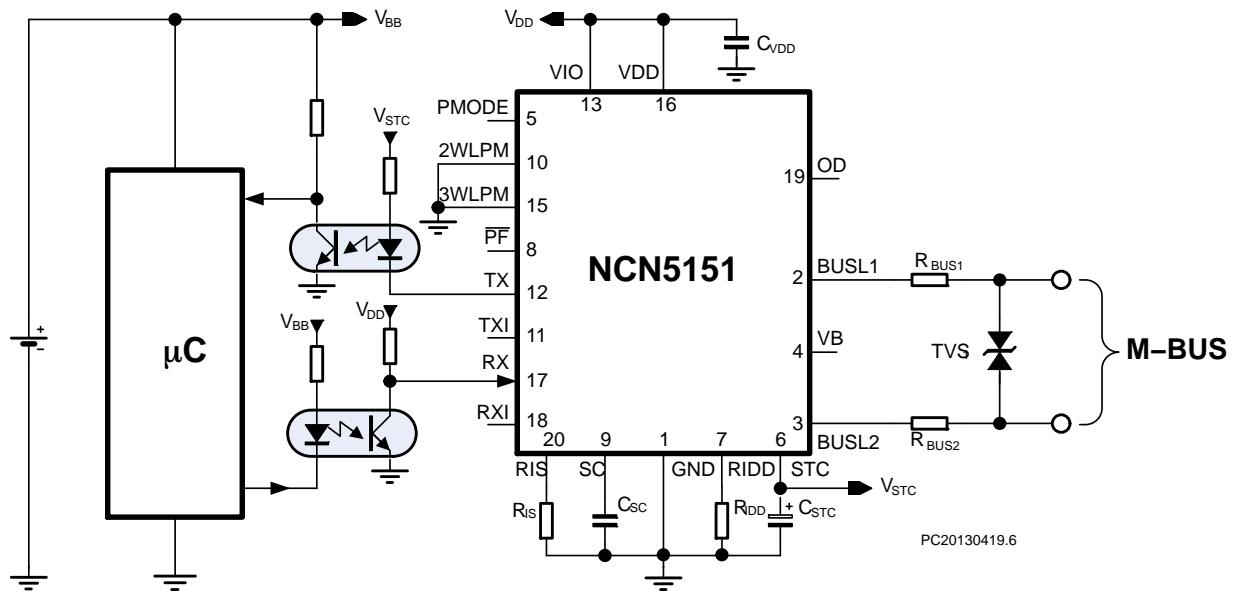 VBB
VDD
CVDD
VIO
VDD
13
16
PMODE
5
VSTC
2WLPM
10
3WLPM
15
PF
8
19
OD
NCN5151
TX
12
2
BUSL1
RBUS1
VBB
VDD
TXI
11
4
VB
TVS
M–BUS
μC
RX
17
RXI
18
3
BUSL2
RBUS2
20
9
1
7
6
RIS
SC
GND
RIDD
STC
VSTC
RIS
CSC
RIDD
+
CSTC
+
-
PC20130419.6